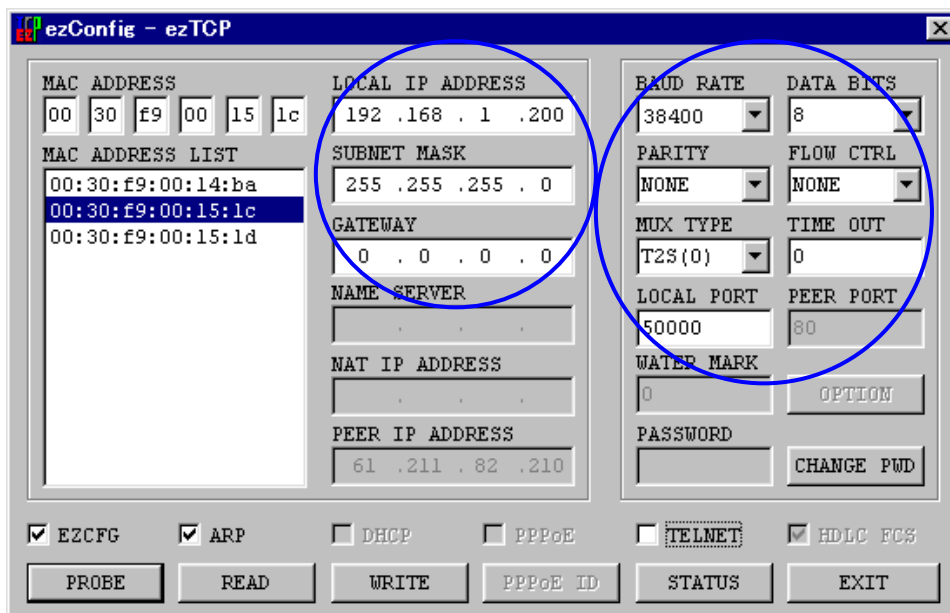 ezConfig - ezTCP
MAC ADDRESS
00 30 f9 00 15 1c
MAC ADDRESS LIST
00:30:f9:00:14:ba
00:30:f9:00:15:1c
00:30:f9:00:15:1d
LOCAL IP ADDRESS
192 .168 . 1 .200
SUBNET MASK
255 .255 .255 . 0
GATEWAY
0 . 0 . 0 . 0
NAME SERVER
. . .
NAT IP ADDRESS
. . .
PEER IP ADDRESS
61 .211 . 82 .210
BAUD RATE DATA BITS
38400 8
PARITY FLOW CTRL
NONE NONE
MUX TYPE TIME OUT
T2S(0) 0
LOCAL PORT PEER PORT
50000 80
WATER MARK
0 OPTION
PASSWORD
CHANGE PWD
EZCFG ARP DHCP PPPoE TELNET HDLC FCS
PROBE READ WRITE PPPoE ID STATUS EXIT